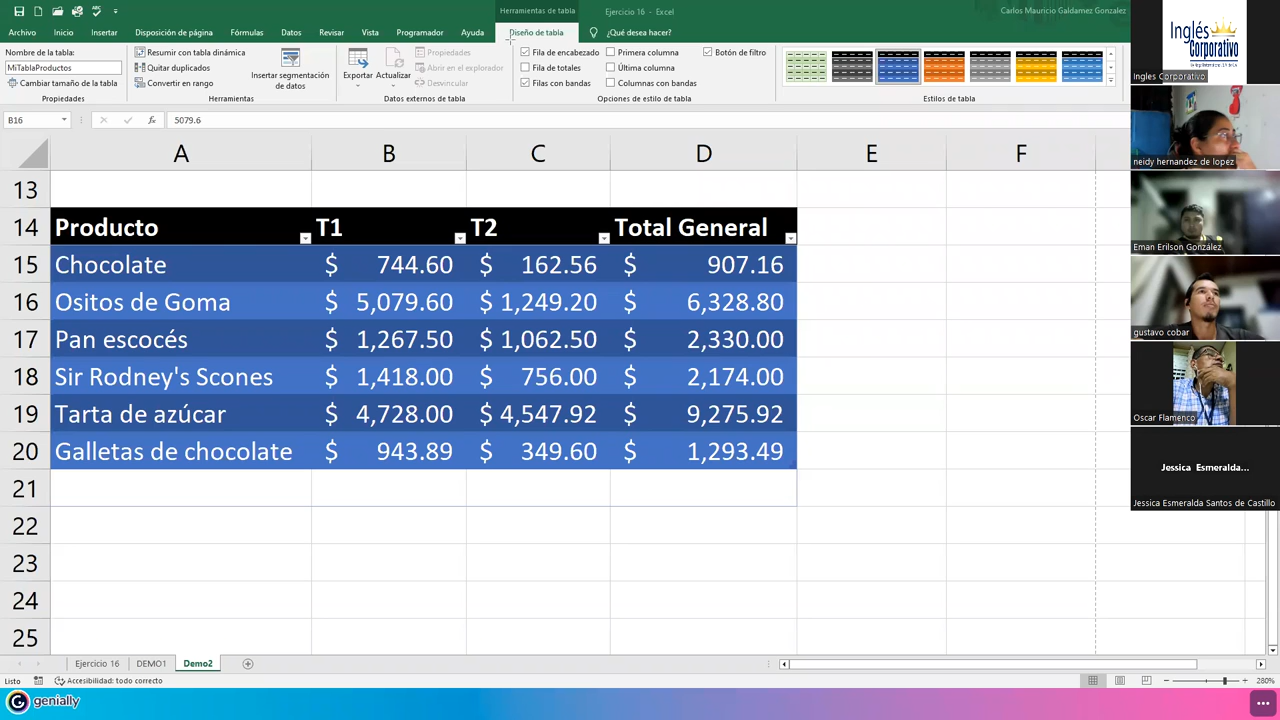 Herramientas de tabla
Ejercicio 16 - Excel
Carlos Mauricio Galdamez Gonzalez
Archivo Inicio Insertar Disposición de página Fórmulas Datos Revisar Vista Programador Ayuda Diseño de tabla ¿Qué desea hacer?
Nombre de la tabla:
MiTablaProductos
Cambiar tamaño de la tabla
Propiedades
Resumir con tabla dinámica
Quitar duplicados
Convertir en rango
Insertar segmentación de datos
Herramientas
Exportar Actualizar
Propiedades
Abrir en el explorador
Desvincular
Datos externos de tabla
Fila de encabezado Primera columna Botón de filtro
Fila de totales Última columna
Filas con bandas Columnas con bandas
Opciones de estilo de tabla
Estilos de tabla
B16 fx 5079.6
A B C D E F
13
14 Producto T1 T2 Total General
15 Chocolate $ 744.60 $ 162.56 $ 907.16
16 Ositos de Goma $ 5,079.60 $ 1,249.20 $ 6,328.80
17 Pan escocés $ 1,267.50 $ 1,062.50 $ 2,330.00
18 Sir Rodney's Scones $ 1,418.00 $ 756.00 $ 2,174.00
19 Tarta de azúcar $ 4,728.00 $ 4,547.92 $ 9,275.92
20 Galletas de chocolate $ 943.89 $ 349.60 $ 1,293.49
21
22
23
24
25
Ejercicio 16 DEMO1 Demo2
Listo Accesibilidad: todo correcto 280%
genially
Inglés
Corporativo
Ingles Corporativo
neidy hernandez de lopez
Eman Erilson González
gustavo cobar
Oscar Flamenco
Jessica Esmeralda...
Jessica Esmeralda Santos de Castillo